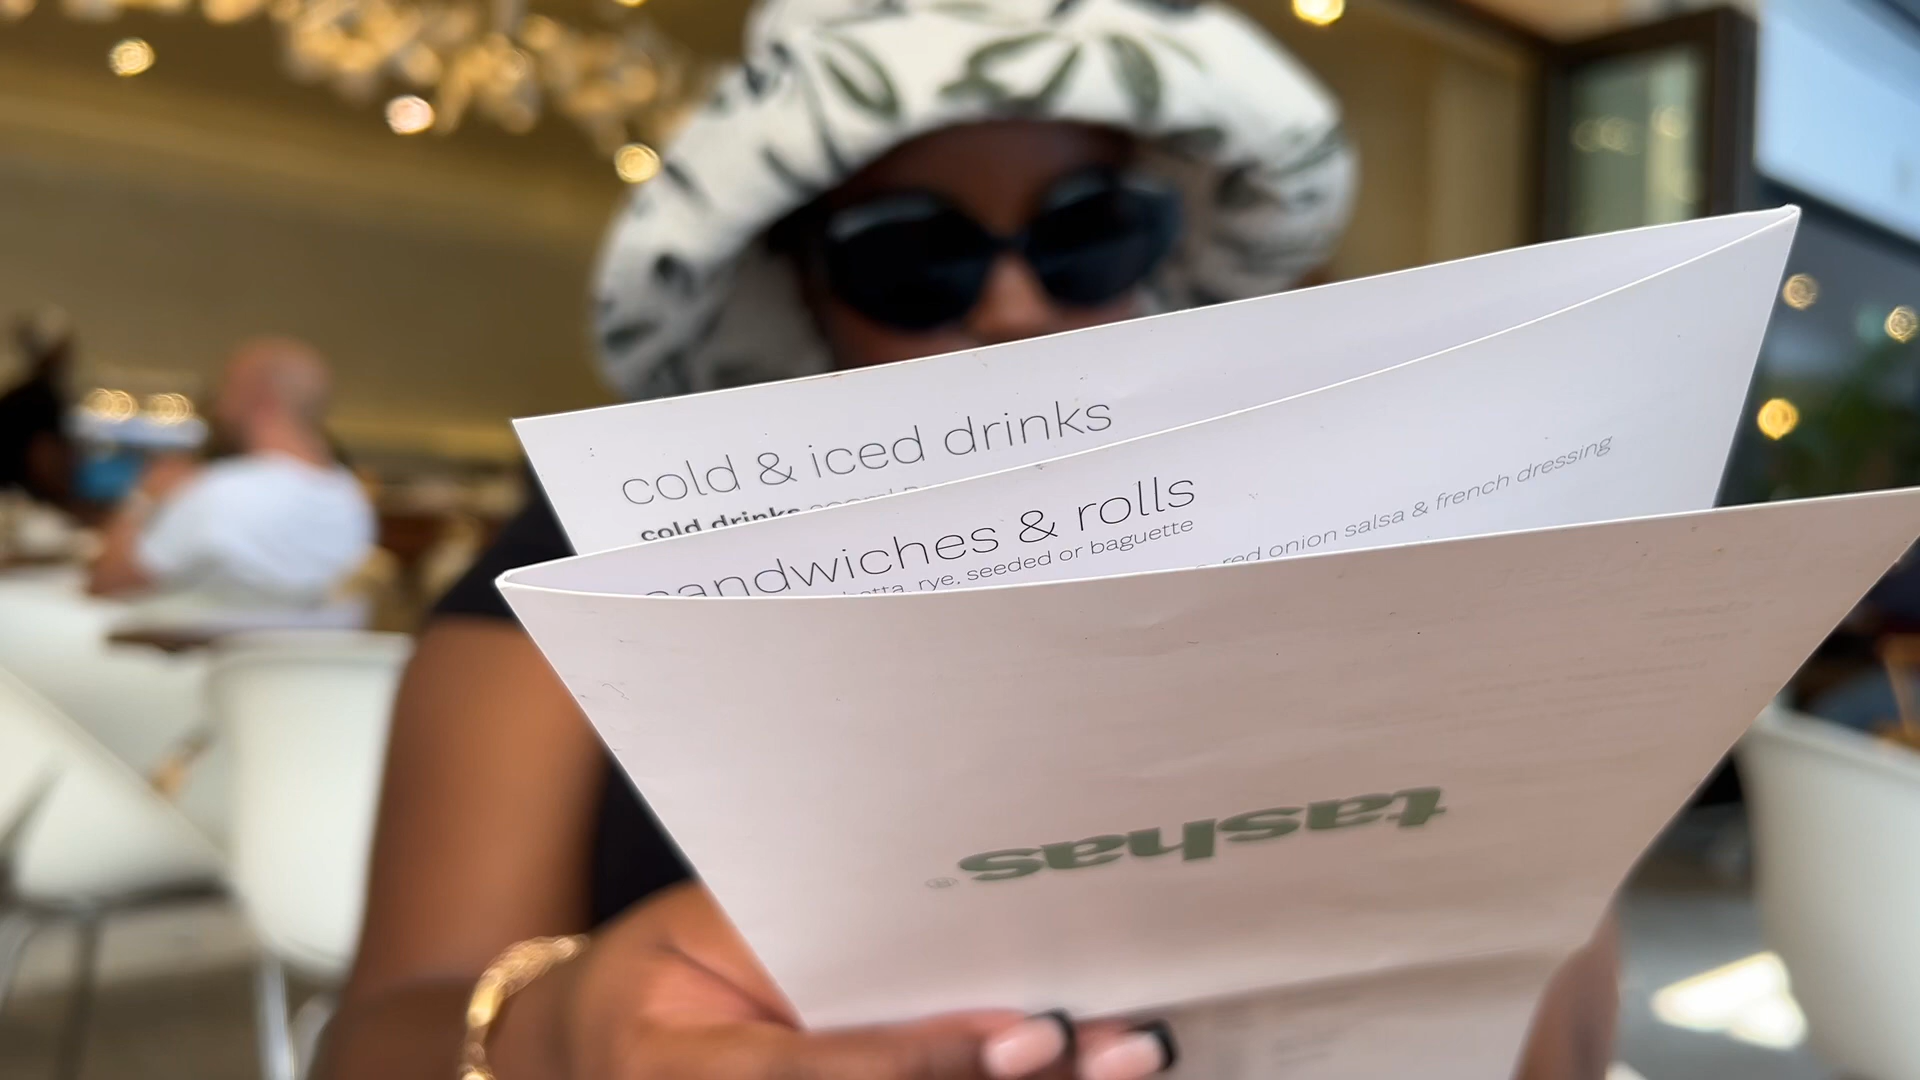 cold & iced drinks
cold drinks
sandwiches & rolls
rye, seeded or baguette
red onion salsa & french dressing
tashas®